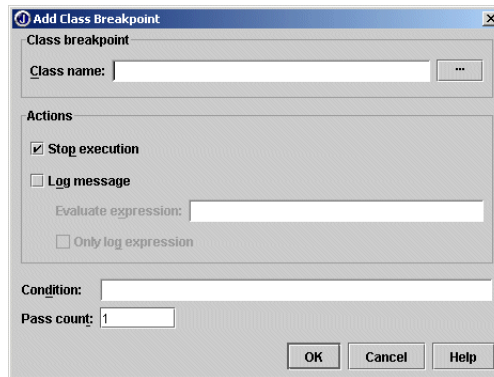 Add Class Breakpoint
Class breakpoint
Class name:
...
Actions
Stop execution
Log message
Evaluate expression:
Only log expression
Condition:
Pass count: 1
OK Cancel Help